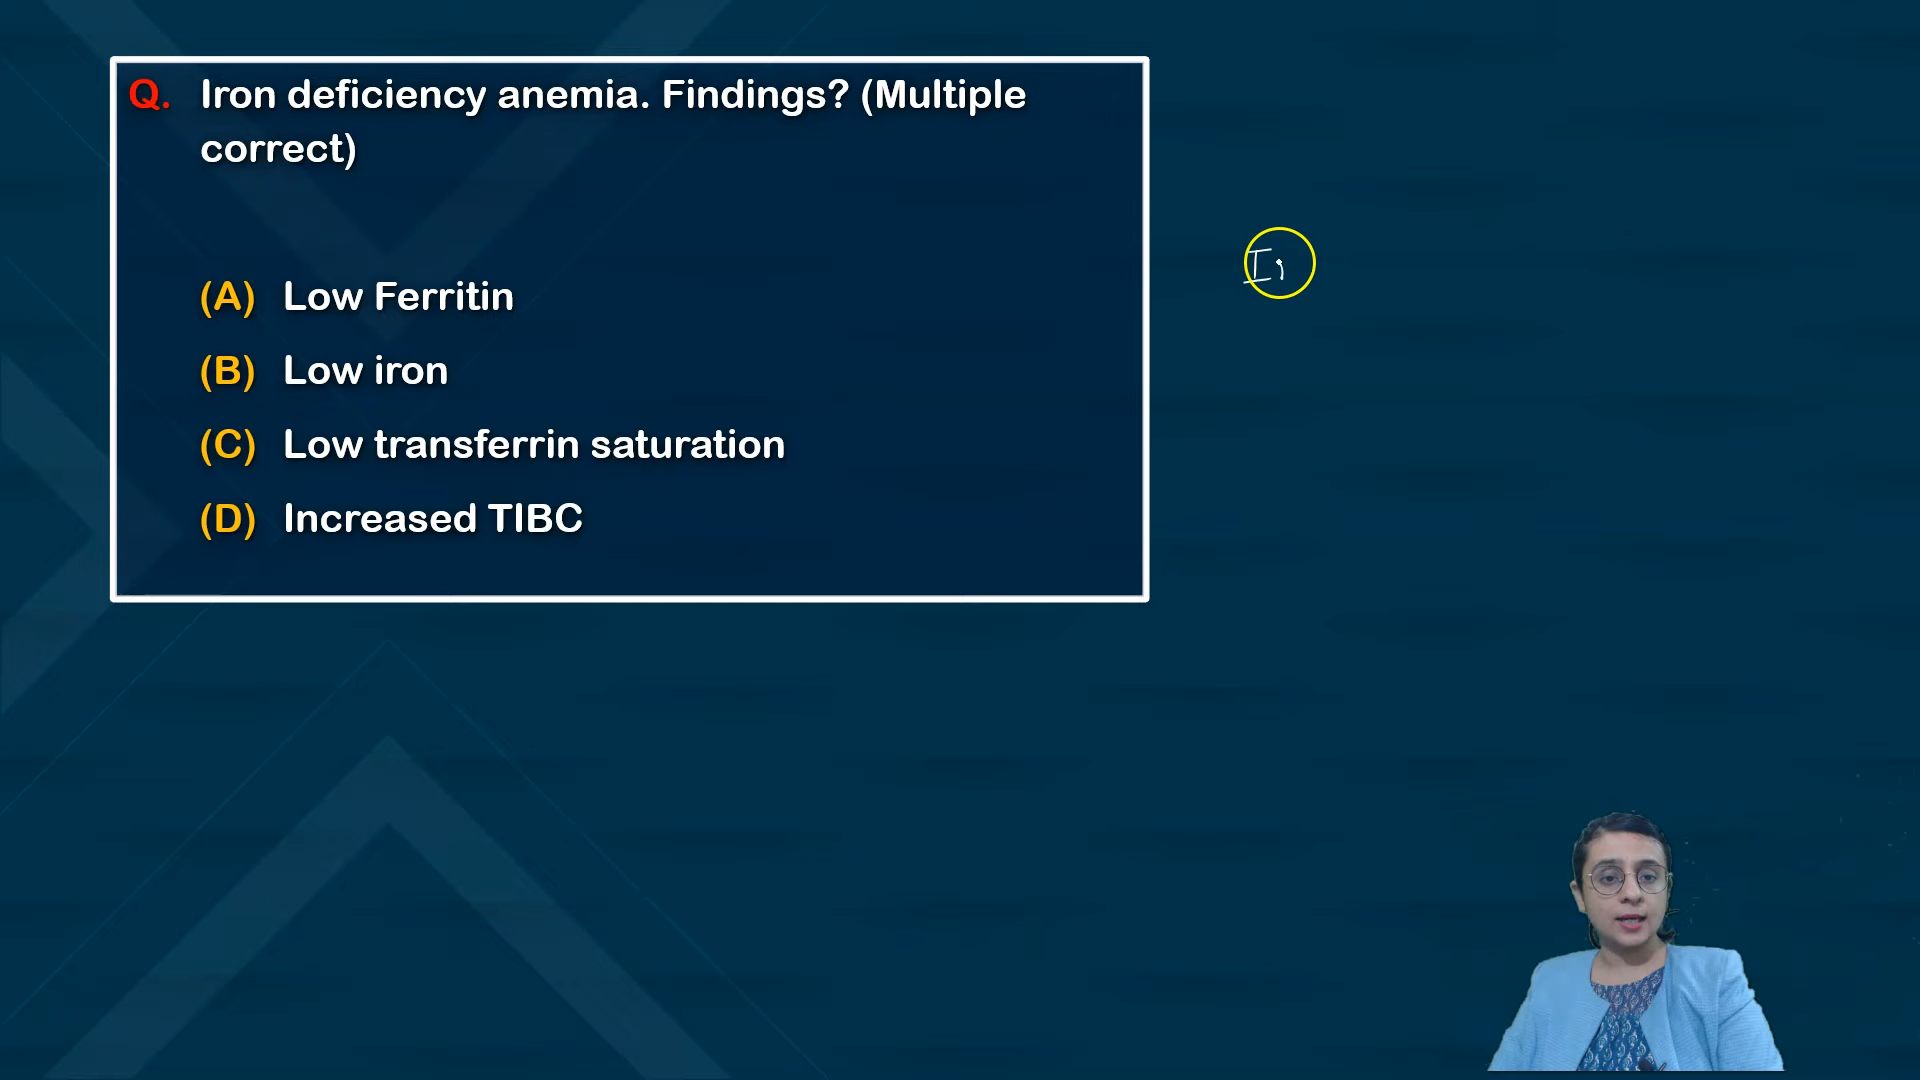 Q. Iron deficiency anemia. Findings? (Multiple
correct)
(A) Low Ferritin
(B) Low iron
(C) Low transferrin saturation
(D) Increased TIBC